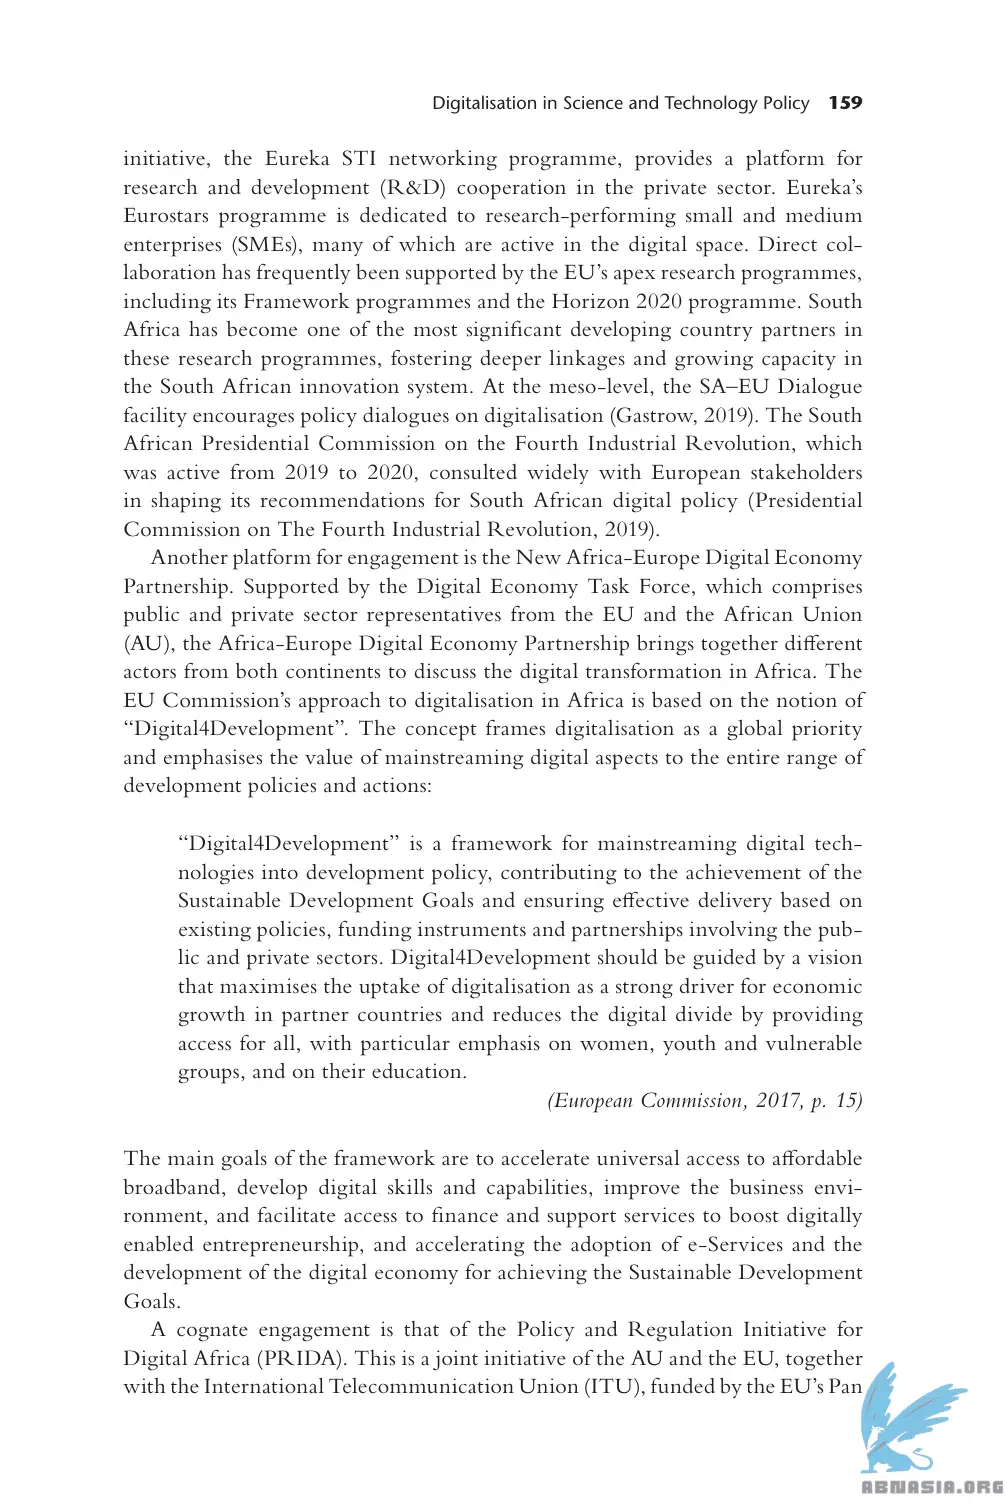 Digitalisation in Science and Technology Policy 159
initiative, the Eureka STI networking programme, provides a platform for
research and development (R&D) cooperation in the private sector. Eureka’s
Eurostars programme is dedicated to research-performing small and medium
enterprises (SMEs), many of which are active in the digital space. Direct col-
laboration has frequently been supported by the EU’s apex research programmes,
including its Framework programmes and the Horizon 2020 programme. South
Africa has become one of the most significant developing country partners in
these research programmes, fostering deeper linkages and growing capacity in
the South African innovation system. At the meso-level, the SA–EU Dialogue
facility encourages policy dialogues on digitalisation (Gastrow, 2019). The South
African Presidential Commission on the Fourth Industrial Revolution, which
was active from 2019 to 2020, consulted widely with European stakeholders
in shaping its recommendations for South African digital policy (Presidential
Commission on The Fourth Industrial Revolution, 2019).
Another platform for engagement is the New Africa-Europe Digital Economy
Partnership. Supported by the Digital Economy Task Force, which comprises
public and private sector representatives from the EU and the African Union
(AU), the Africa-Europe Digital Economy Partnership brings together different
actors from both continents to discuss the digital transformation in Africa. The
EU Commission’s approach to digitalisation in Africa is based on the notion of
“Digital4Development”. The concept frames digitalisation as a global priority
and emphasises the value of mainstreaming digital aspects to the entire range of
development policies and actions:
“Digital4Development” is a framework for mainstreaming digital tech-
nologies into development policy, contributing to the achievement of the
Sustainable Development Goals and ensuring effective delivery based on
existing policies, funding instruments and partnerships involving the pub-
lic and private sectors. Digital4Development should be guided by a vision
that maximises the uptake of digitalisation as a strong driver for economic
growth in partner countries and reduces the digital divide by providing
access for all, with particular emphasis on women, youth and vulnerable
groups, and on their education.
(European Commission, 2017, p. 15)
The main goals of the framework are to accelerate universal access to affordable
broadband, develop digital skills and capabilities, improve the business envi-
ronment, and facilitate access to finance and support services to boost digitally
enabled entrepreneurship, and accelerating the adoption of e-Services and the
development of the digital economy for achieving the Sustainable Development
Goals.
A cognate engagement is that of the Policy and Regulation Initiative for
Digital Africa (PRIDA). This is a joint initiative of the AU and the EU, together
with the International Telecommunication Union (ITU), funded by the EU’s Pan
ABNASIA.ORG